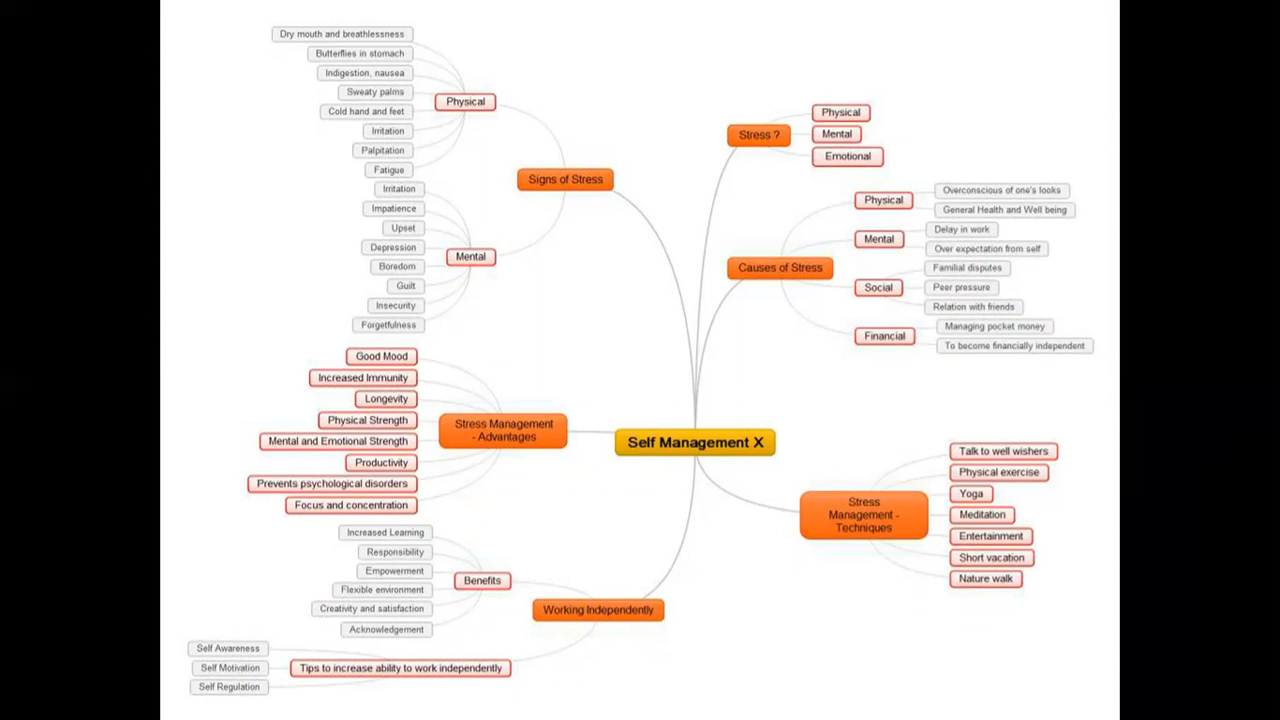 Self Management X
Stress ?
Physical
Mental
Emotional
Causes of Stress
Physical
Overconscious of one's looks
General Health and Well being
Mental
Delay in work
Over expectation from self
Social
Familial disputes
Peer pressure
Relation with friends
Financial
Managing pocket money
To become financially independent
Stress
Management -
Techniques
Talk to well wishers
Physical exercise
Yoga
Meditation
Entertainment
Short vacation
Nature walk
Signs of Stress
Physical
Dry mouth and breathlessness
Butterflies in stomach
Indigestion, nausea
Sweaty palms
Cold hand and feet
Irritation
Palpitation
Fatigue
Mental
Irritation
Impatience
Upset
Depression
Boredom
Guilt
Insecurity
Forgetfulness
Stress Management
- Advantages
Good Mood
Increased Immunity
Longevity
Physical Strength
Mental and Emotional Strength
Productivity
Prevents psychological disorders
Focus and concentration
Working Independently
Benefits
Increased Learning
Responsibility
Empowerment
Flexible environment
Creativity and satisfaction
Acknowledgement
Tips to increase ability to work independently
Self Awareness
Self Motivation
Self Regulation